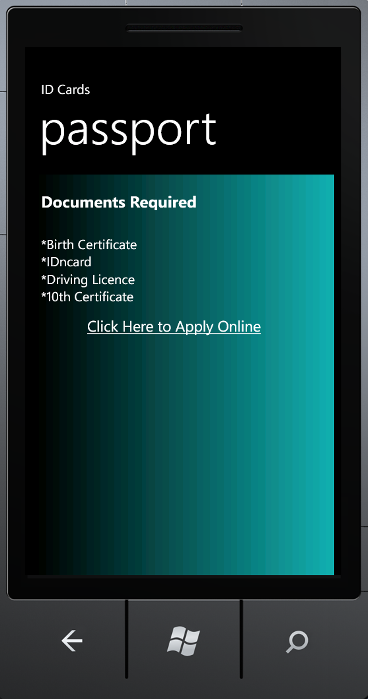 ID Cards
passport
Documents Required
*Birth Certificate
*IDncard
*Driving Licence
*10th Certificate
Click Here to Apply Online